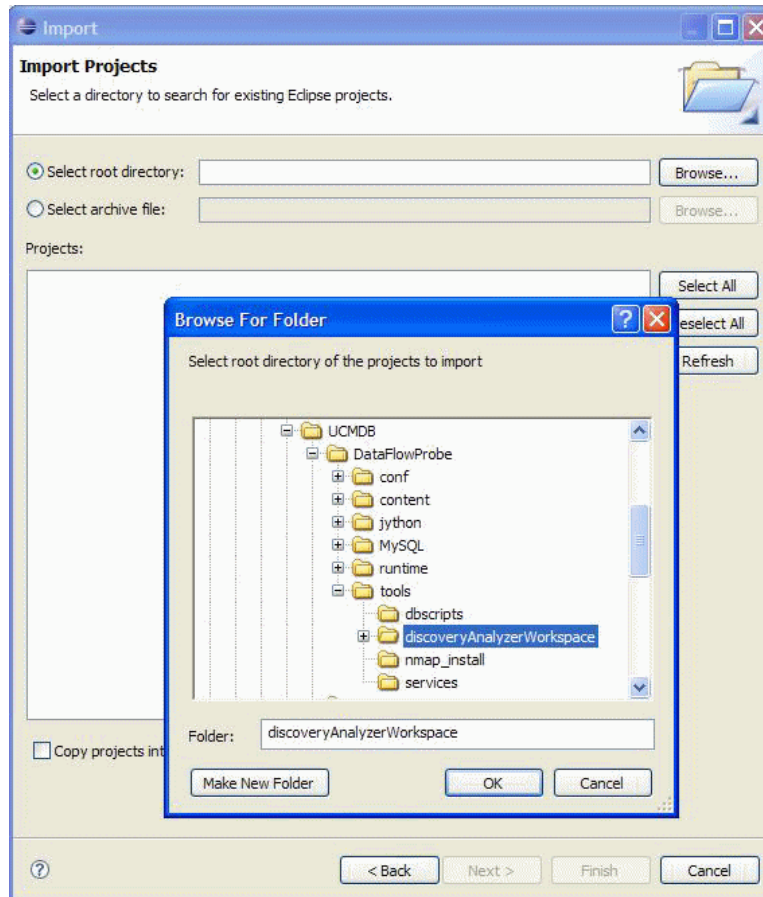 Import
Import Projects
Select a directory to search for existing Eclipse projects.
Select root directory:
Browse...
Select archive file:
Browse...
Projects:
Select All
eselect All
Refresh
Browse For Folder
Select root directory of the projects to import
UCMDB
DataFlowProbe
conf
content
jython
MySQL
runtime
tools
dbscripts
discoveryAnalyzerWorkspace
nmap_install
services
Folder: discoveryAnalyzerWorkspace
Copy projects int
Make New Folder OK Cancel
< Back Next > Finish Cancel